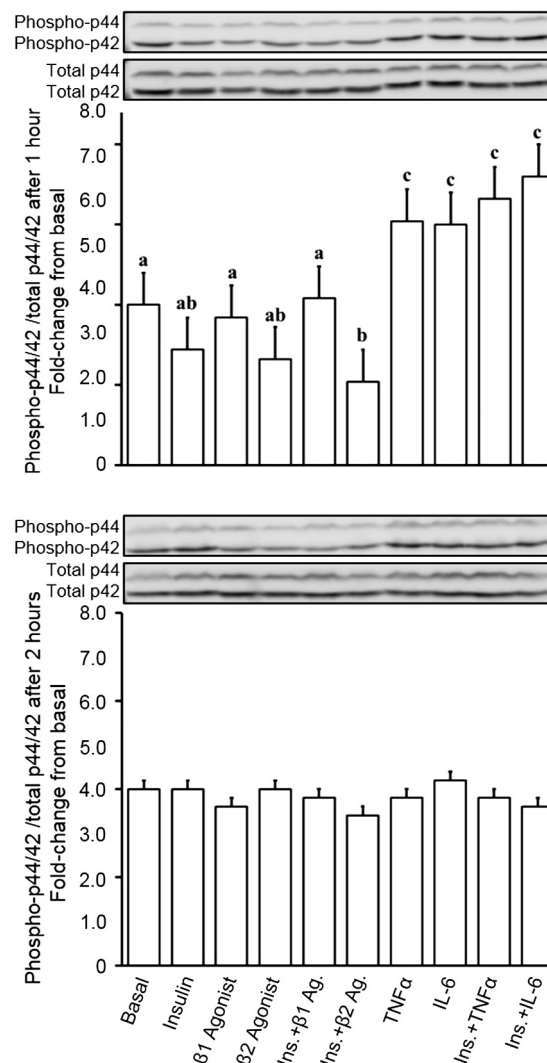 Phospho-p44
Phospho-p42
Total p44
Total p42
Phospho-p44/42 /total p44/42 after 1 hour
Fold-change from basal
8.0
7.0
6.0
5.0
4.0
3.0
2.0
1.0
0
a
ab
a
ab
a
b
c
c
c
c
Phospho-p44
Phospho-p42
Total p44
Total p42
Phospho-p44/42 /total p44/42 after 2 hours
Fold-change from basal
8.0
7.0
6.0
5.0
4.0
3.0
2.0
1.0
0
Basal
Insulin
β1 Agonist
β2 Agonist
Ins.+β1 Ag.
Ins.+β2 Ag.
TNFα
IL-6
Ins.+TNFα
Ins.+IL-6